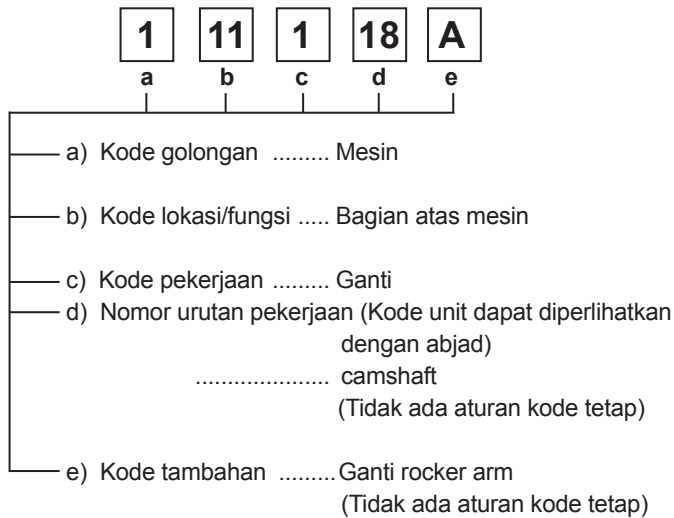 1 11 1 18 A
a b c d e
a) Kode golongan ......... Mesin
b) Kode lokasi/fungsi ..... Bagian atas mesin
c) Kode pekerjaan ......... Ganti
d) Nomor urutan pekerjaan (Kode unit dapat diperlihatkan
dengan abjad)
..................... camshaft
(Tidak ada aturan kode tetap)
e) Kode tambahan .........Ganti rocker arm
(Tidak ada aturan kode tetap)